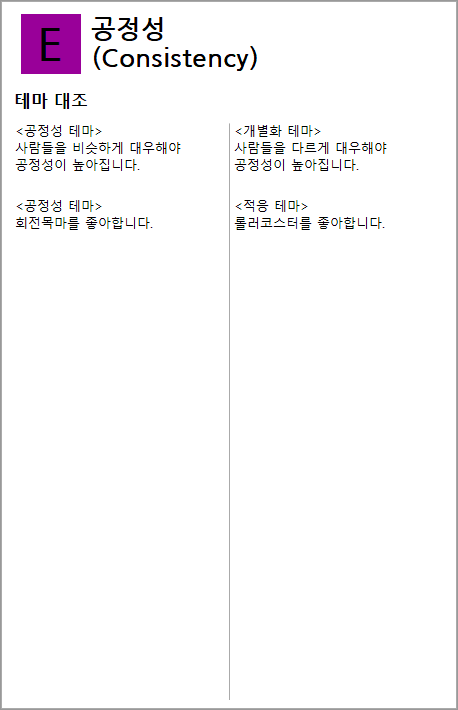 E
공정성
(Consistency)
테마 대조
<공정성 테마>
사람들을 비슷하게 대우해야
공정성이 높아집니다.
<공정성 테마>
회전목마를 좋아합니다.
<개별화 테마>
사람들을 다르게 대우해야
공정성이 높아집니다.
<적응 테마>
롤러코스터를 좋아합니다.